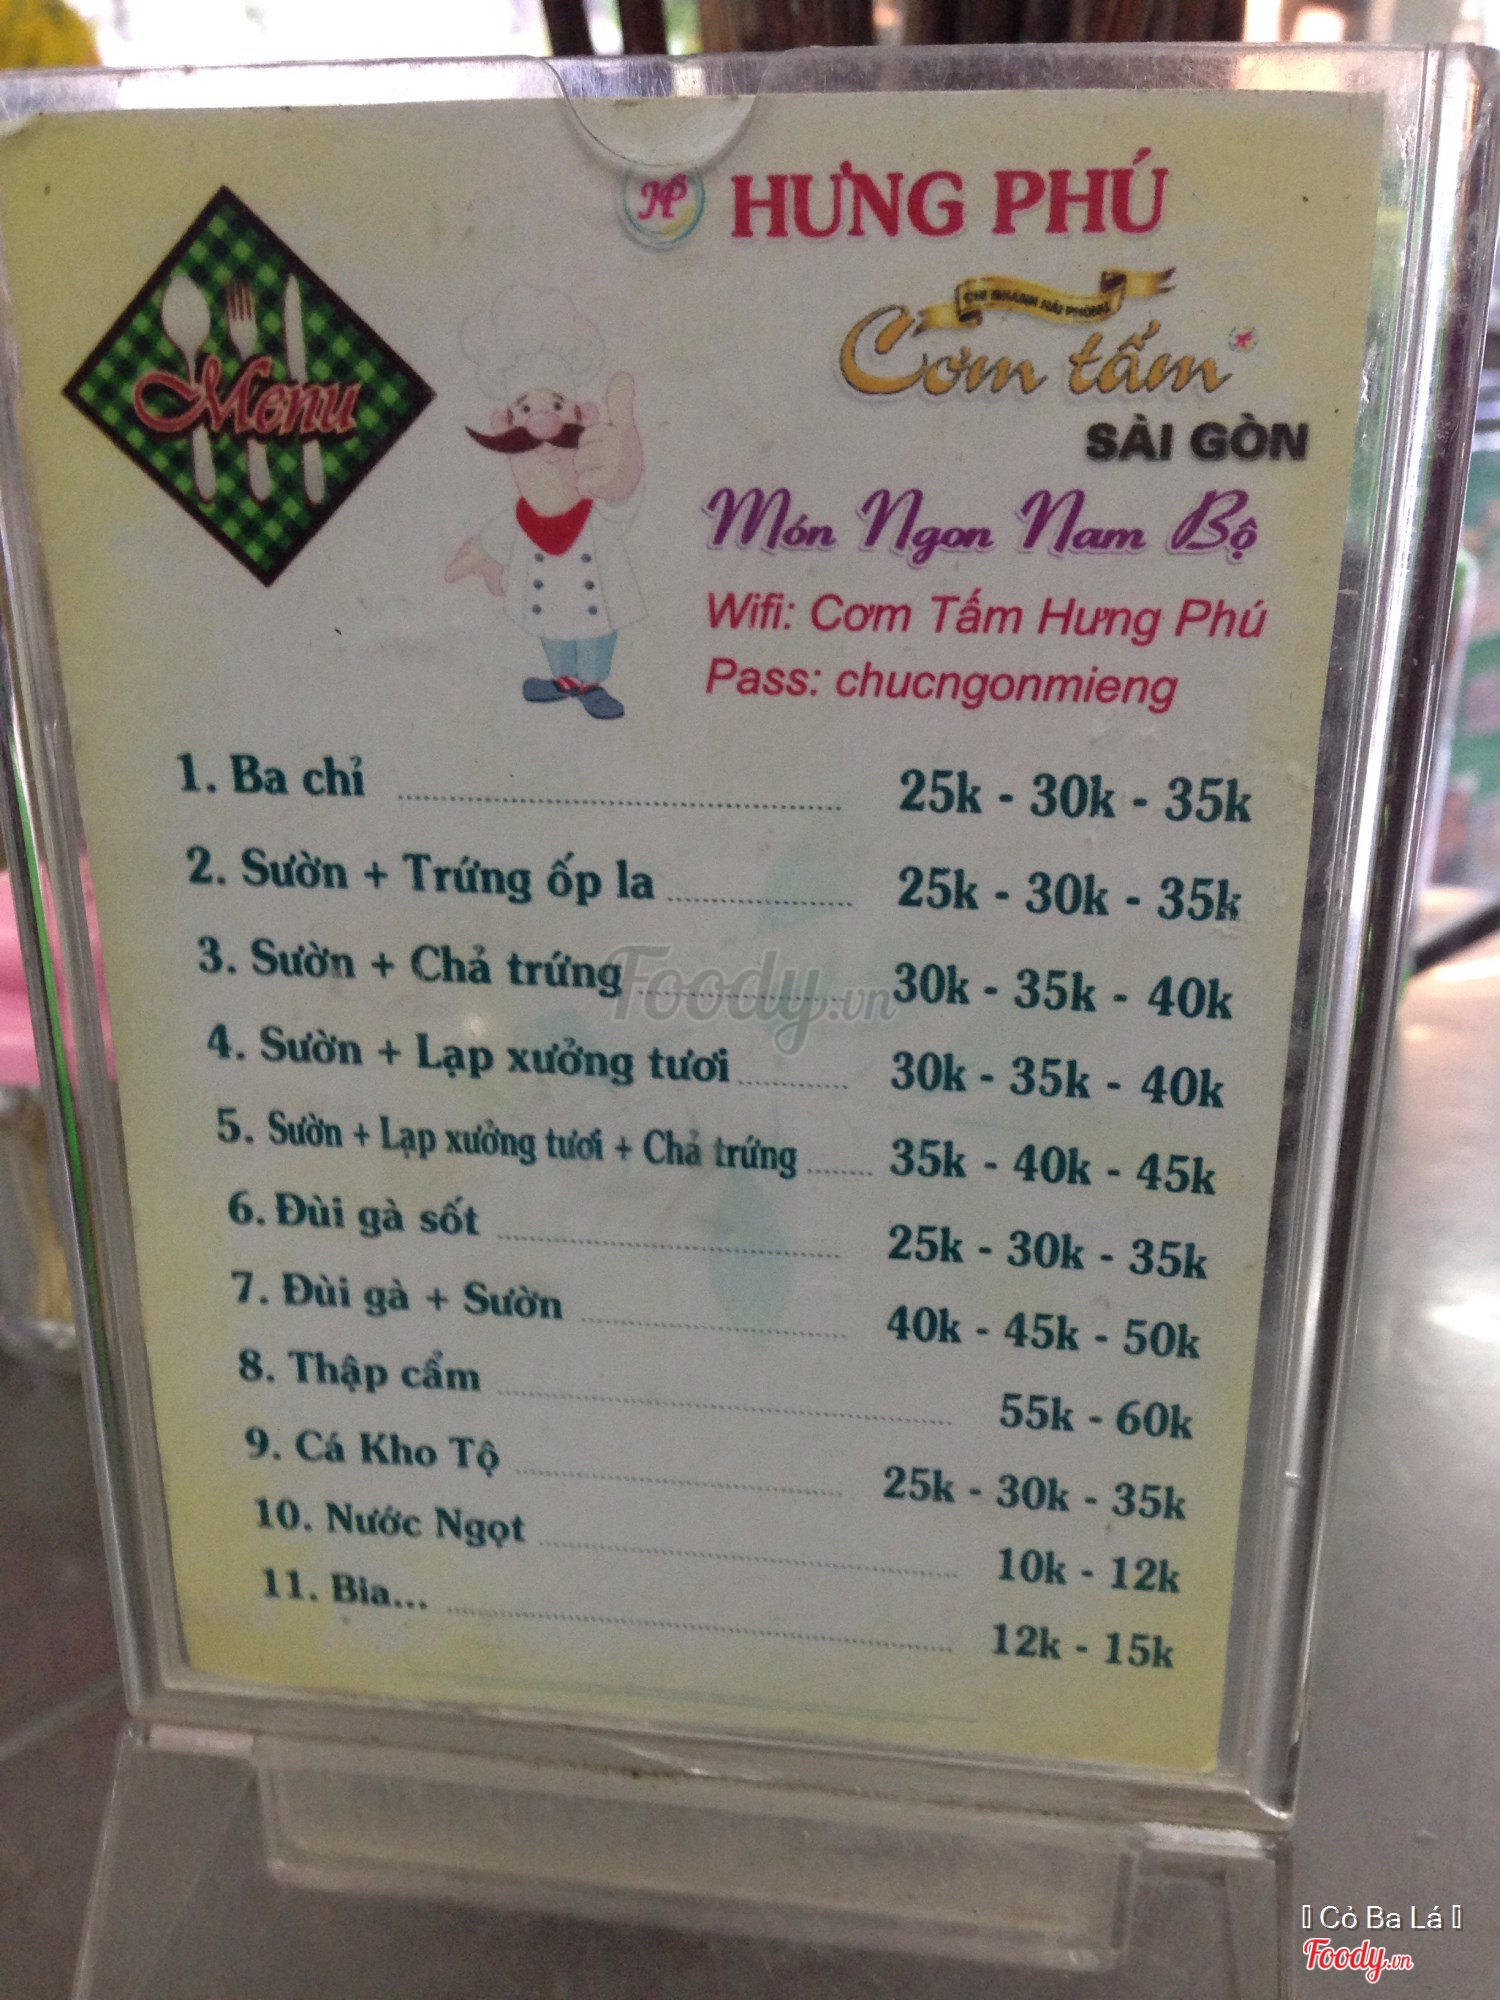 HP HƯNG PHÚ
CHI NHÁNH HẢI PHÒNG
Cơm tấm
SÀI GÒN
Menu
Món Ngon Nam Bộ
Wifi: Cơm Tấm Hưng Phú
Pass: chucngonmieng
1. Ba chỉ 25k - 30k - 35k
2. Sườn + Trứng ốp la 25k - 30k - 35k
3. Sườn + Chả trứng 30k - 35k - 40k
4. Sườn + Lạp xưởng tươi 30k - 35k - 40k
5. Sườn + Lạp xưởng tươi + Chả trứng 35k - 40k - 45k
6. Đùi gà sốt 25k - 30k - 35k
7. Đùi gà + Sườn 40k - 45k - 50k
8. Thập cẩm 55k - 60k
9. Cá Kho Tộ 25k - 30k - 35k
10. Nước Ngọt 10k - 12k
11. Bia... 12k - 15k
Foody.vn
Cỏ Ba Lá
Foody.vn